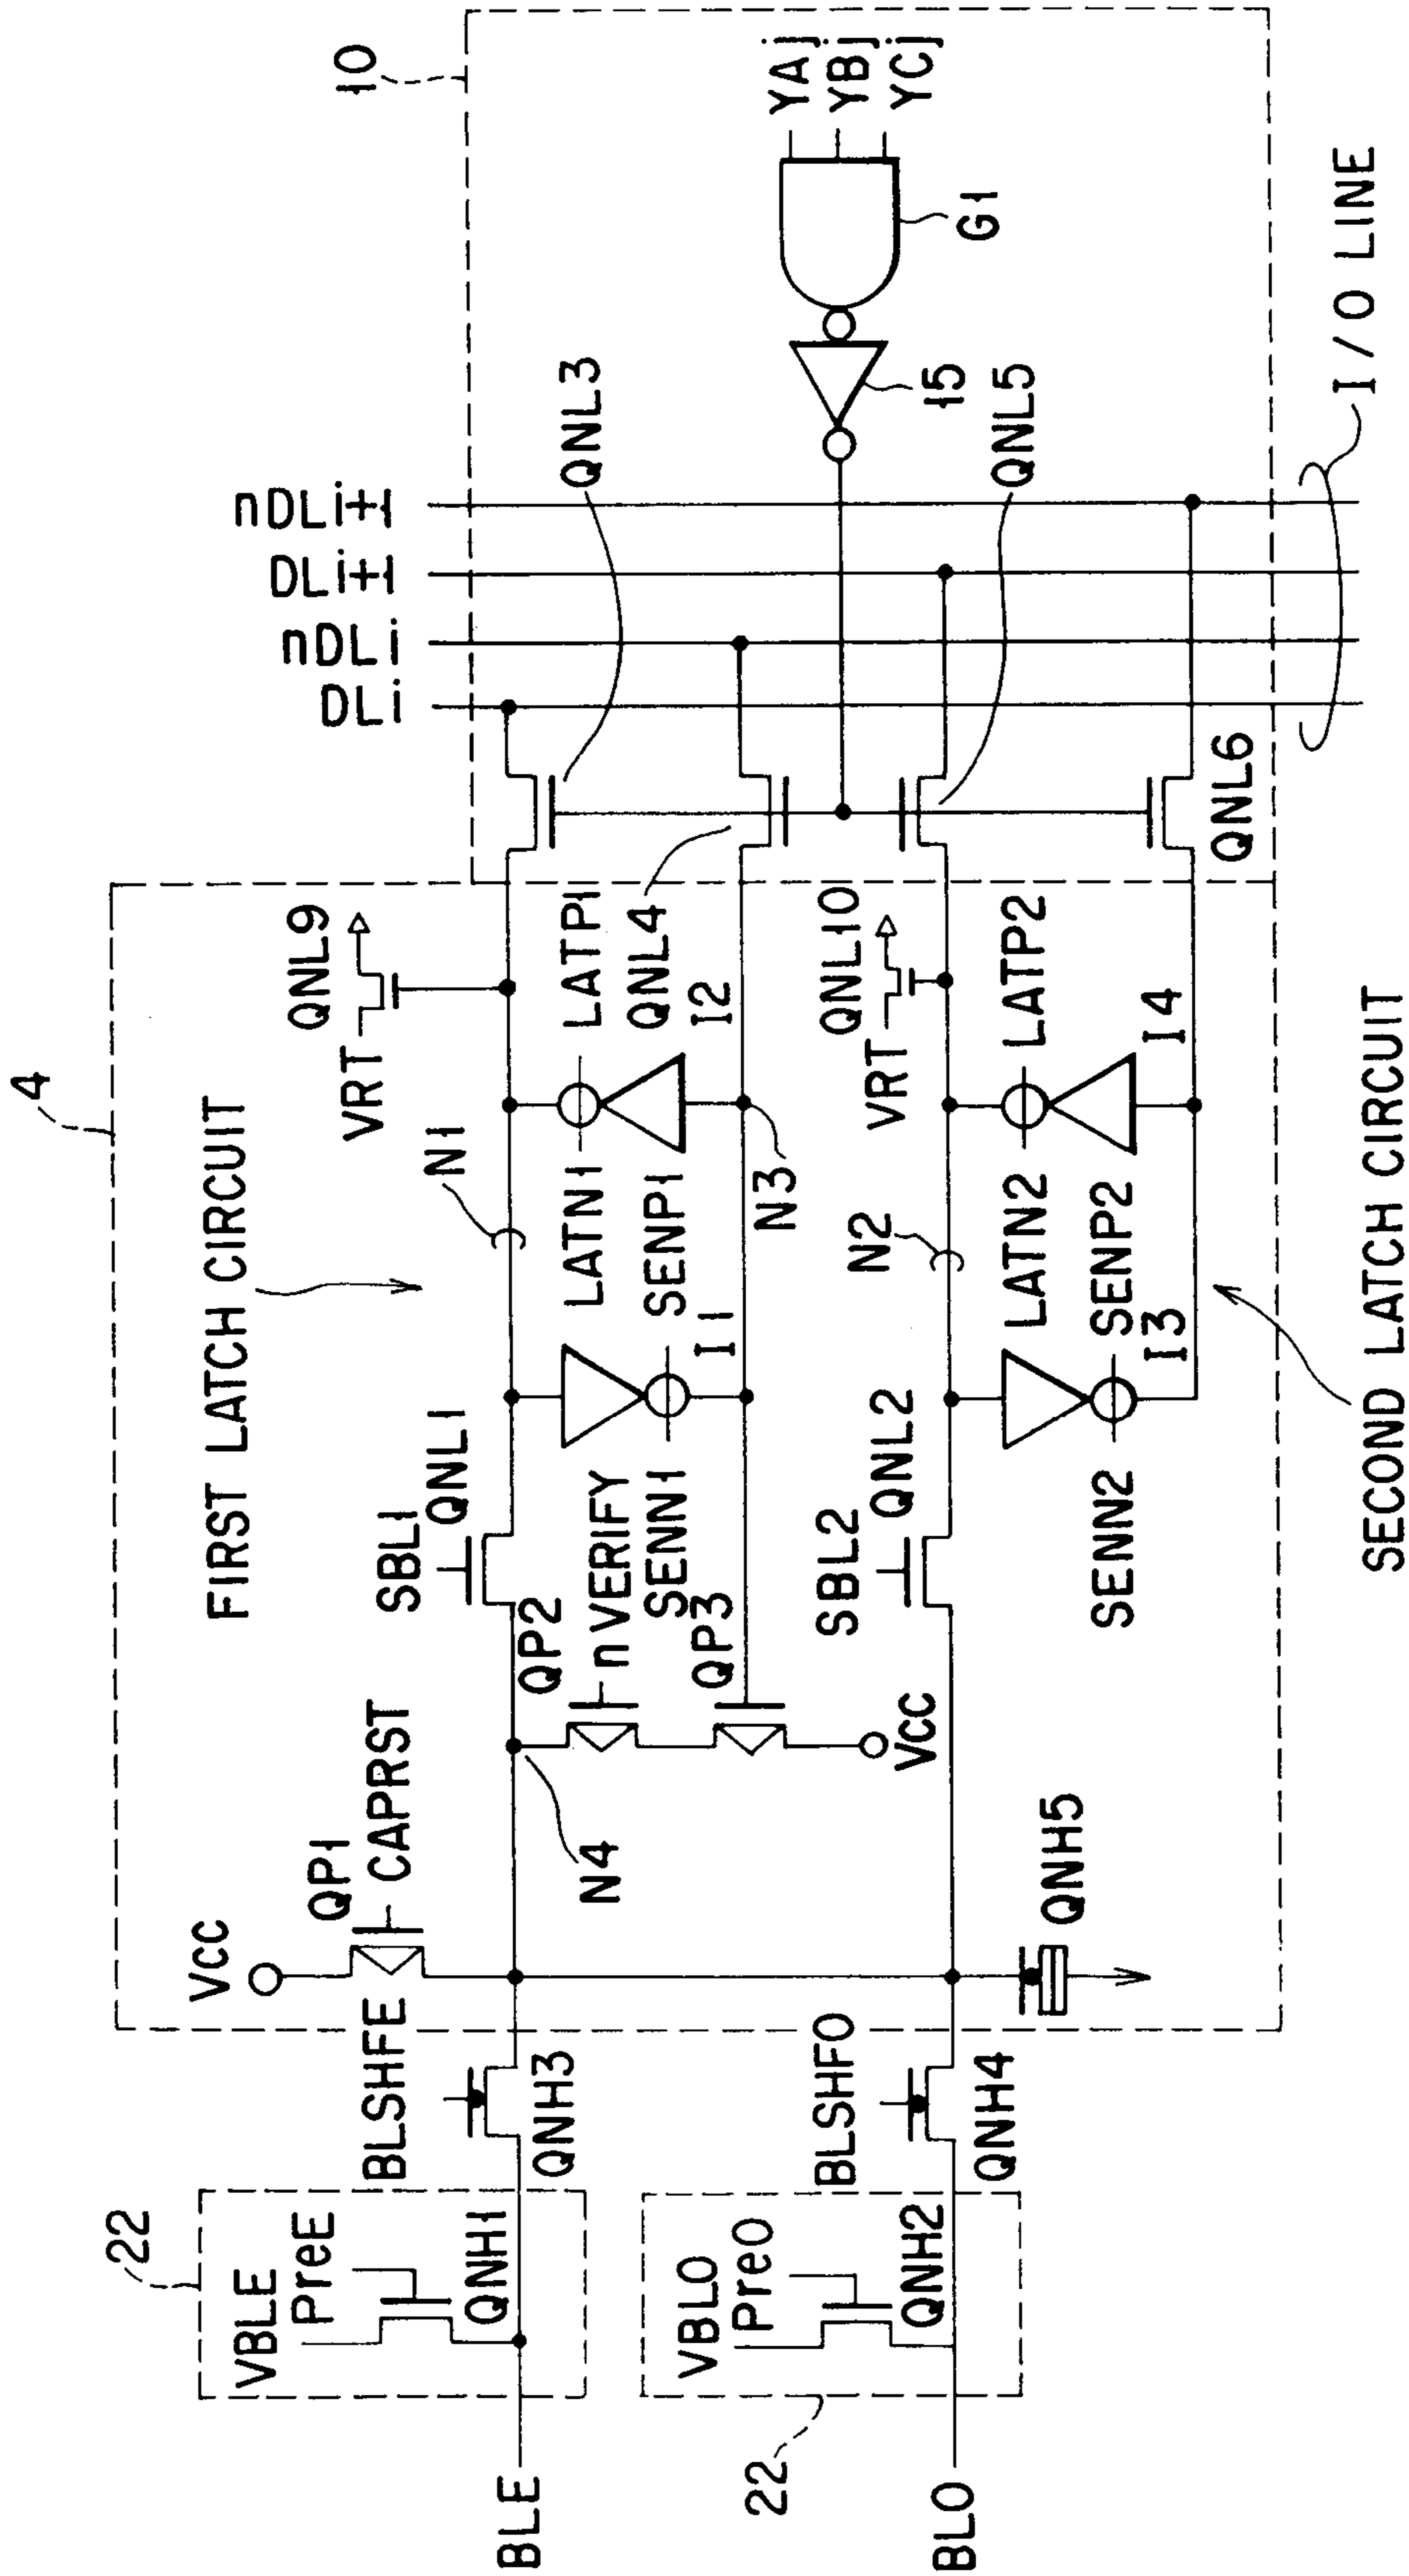 10
YAj
YBj
YCj
G1
I5
QNL3
QNL5
nDLi+1
DLi+1
nDLi
DLi
I/O LINE
QNL6
4
FIRST LATCH CIRCUIT
QNL9
VRT
N1
LATP1
LATN1
QNL4
I2
SENP1
I1
N3
QNL10
VRT
N2
LATP2
LATN2
I4
SENP2
I3
SENN2
SECOND LATCH CIRCUIT
SBL1
QNL1
QP2
nVERIFY
SENN1
QP3
SBL2
QNL2
VCC
N4
QP1
CAPRST
VCC
QNH5
BLSHFE
QNH3
BLSHFO
QNH4
22
VBLE
PreE
QNH1
VBLO
PreO
QNH2
22
BLE
BLO